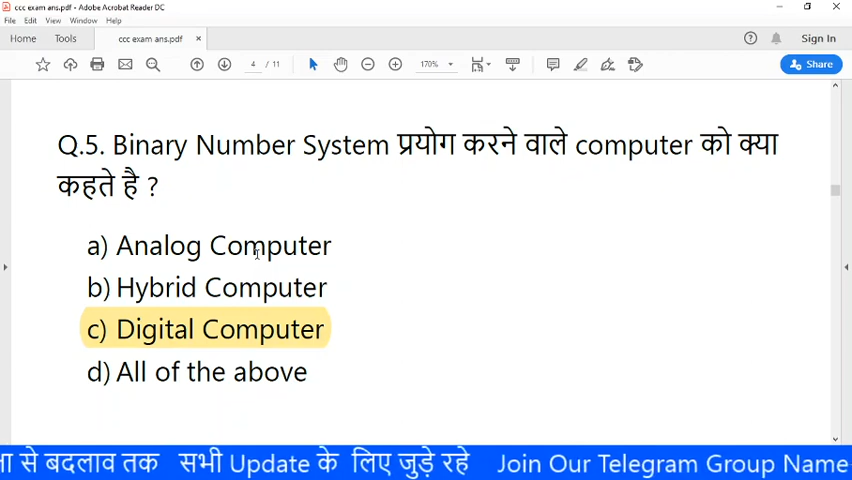 ccc exam ans.pdf - Adobe Acrobat Reader DC
File Edit View Window Help
Home Tools ccc exam ans.pdf × Sign In
4 / 11 170% Share
Q.5. Binary Number System प्रयोग करने वाले computer को क्या
कहते है ?
a) Analog Computer
b) Hybrid Computer
c) Digital Computer
d) All of the above
से बदलाव तक सभी Update के लिए जुड़े रहे Join Our Telegram Group Name